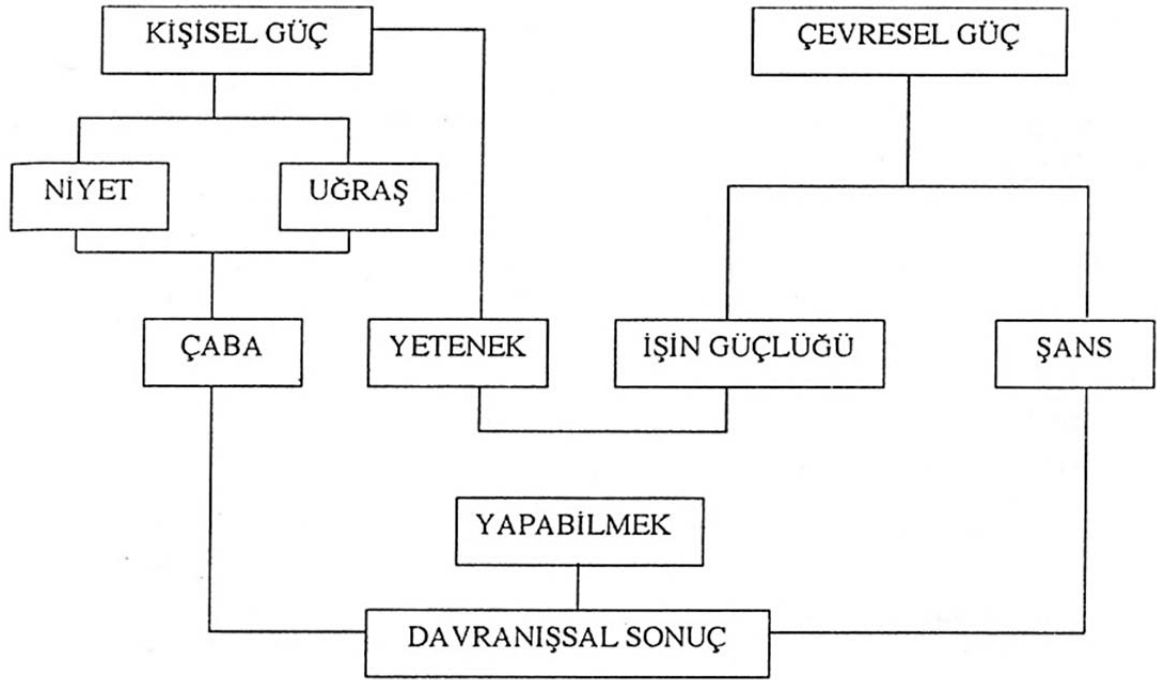 KİŞİSEL GÜÇ
ÇEVRESEL GÜÇ
NİYET
UĞRAŞ
ÇABA
YETENEK
İŞİN GÜÇLÜĞÜ
ŞANS
YAPABİLMEK
DAVRANIŞSAL SONUÇ